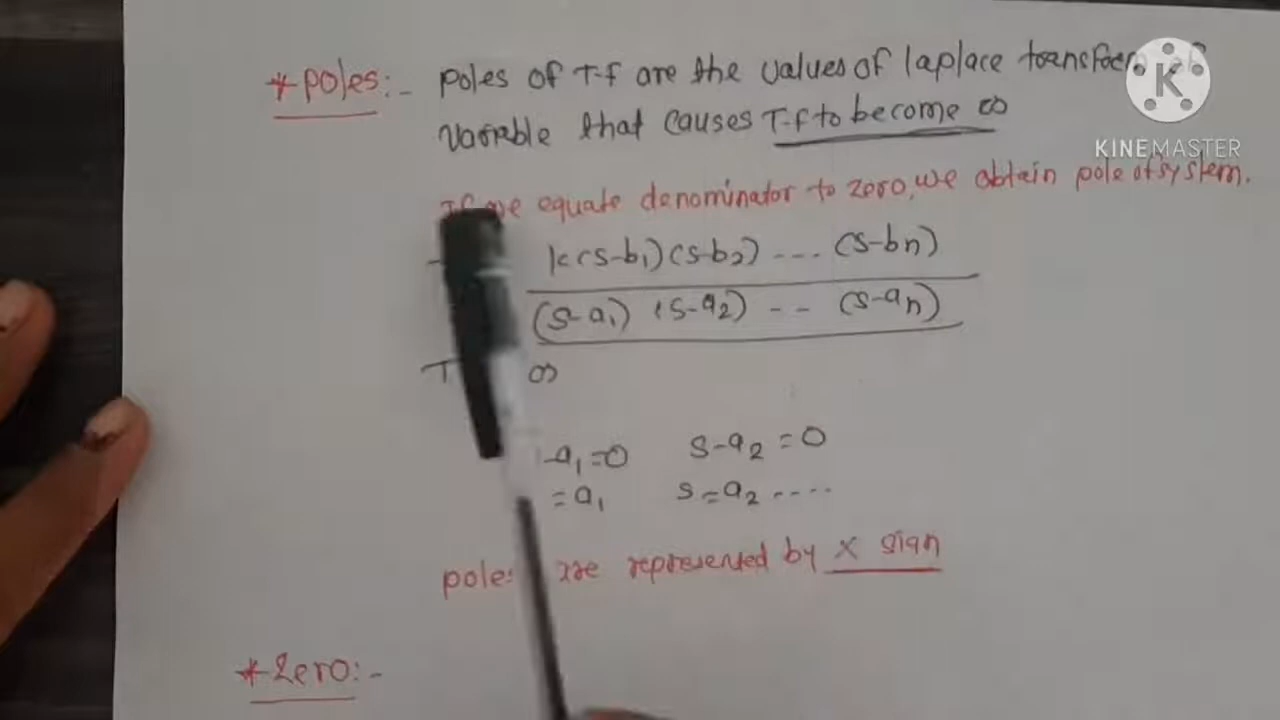 * poles:- poles of T.F are the values of laplace
variable that causes T.F to become ∞
equate denominator to zero, we obtain pole of system.
K(s-b₁)(s-b₂) --- (s-bn)
(s-a₁) (s-a₂) -- (s-an)
T ∞
-a₁=0 s-a₂=0
=a₁ s=a₂ ----
are represented by x sign
* Zero:-
K
KINEMASTER